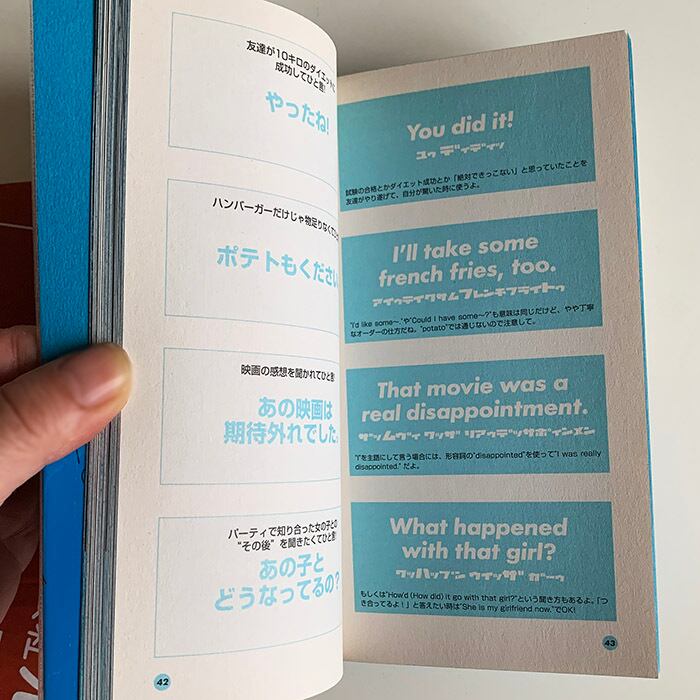 友達が10キロのダイエットに
成功してひと言!
やったね!
ハンバーガーだけじゃ物足りなくて
ポテトもください
映画の感想を聞かれてひと言!
あの映画は
期待外れでした。
パーティで知り合った女の子との
“その後”を聞きたくてひと言!
あの子と
どうなってるの?
42
You did it!
ユゥ ディディッ
試験の合格とかダイエット成功とか「絶対できっこない」と思っていたことを
友達がやり遂げて、自分が驚いた時に使うよ。
I'll take some
french fries, too.
アイゥテイクサムフレンチフライトゥ
"I'd like some~."や"Could I have some~?"も意味は同じだけど、やや丁寧
なオーダーの仕方だね。"potato"では通じないので注意して。
That movie was a
real disappointment.
ザッムヴィ ワッザ リアゥデッサポインメン
"I"を主語にして言う場合には、形容詞の"disappointed"を使って"I was really
disappointed."だよ。
What happened
with that girl?
ワッハップン ウィッザ ガーゥ
もしくは"How'd (How did) it go with that girl?"という聞き方もあるよ。「つ
き合ってるよ!」と答えたい時は"She is my girlfriend now."でOK!
43